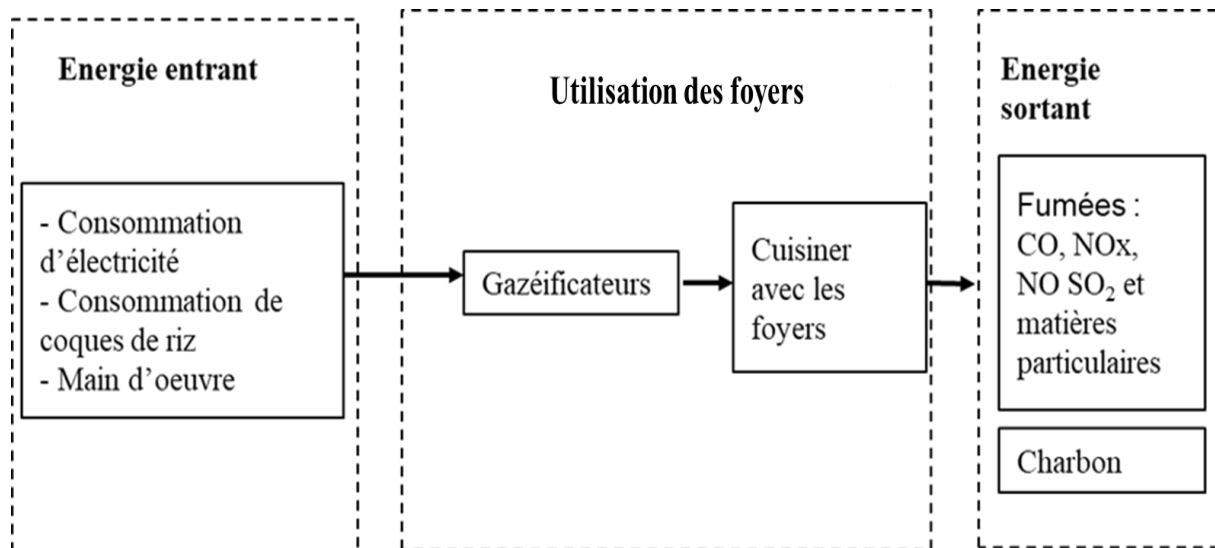 Energie entrant
- Consommation
d'électricité
- Consommation de
coques de riz
- Main d'oeuvre
Utilisation des foyers
Gazéificateurs
Cuisiner
avec les
foyers
Energie
sortant
Fumées :
CO, NOx,
NO SO₂ et
matières
particulaires
Charbon